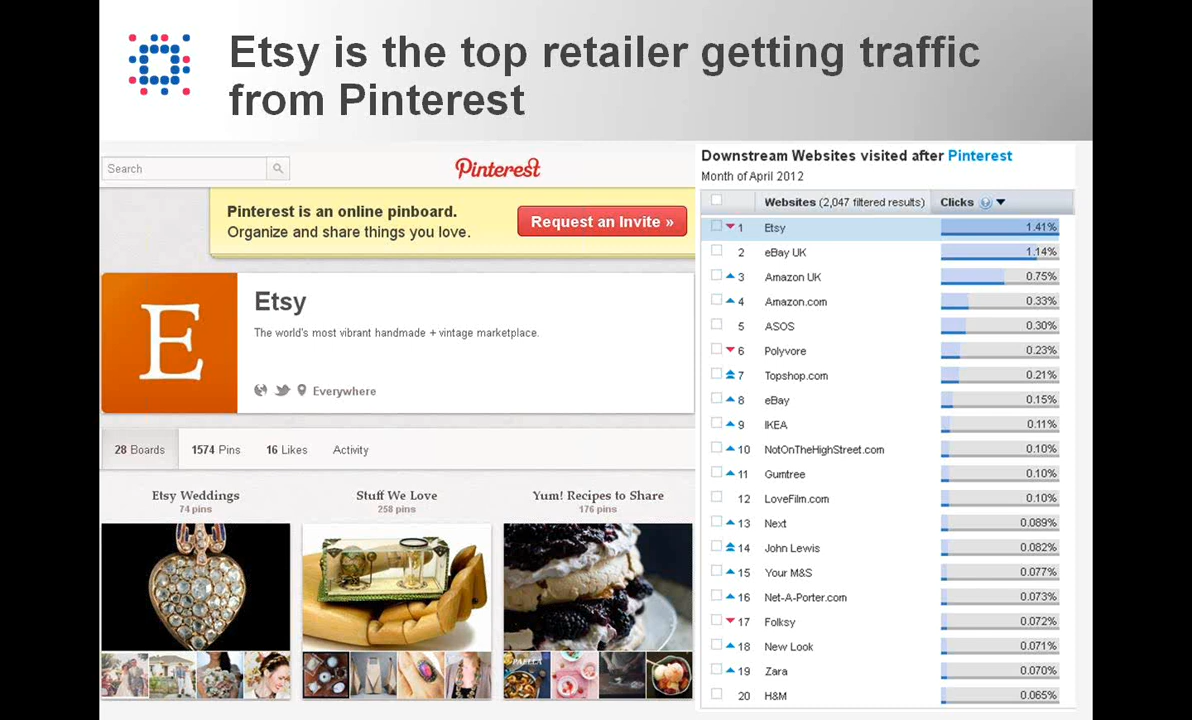 Etsy is the top retailer getting traffic
from Pinterest
Search
Pinterest
Pinterest is an online pinboard.
Organize and share things you love.
Request an Invite »
E
Etsy
The world's most vibrant handmade + vintage marketplace.
Everywhere
28 Boards
1574 Pins
16 Likes
Activity
Etsy Weddings
74 pins
Stuff We Love
258 pins
Yum! Recipes to Share
176 pins
PAELLA
Downstream Websites visited after Pinterest
Month of April 2012
Websites (2,047 filtered results) Clicks
1 Etsy 1.41%
2 eBay UK 1.14%
3 Amazon UK 0.75%
4 Amazon.com 0.33%
5 ASOS 0.30%
6 Polyvore 0.23%
7 Topshop.com 0.21%
8 eBay 0.15%
9 IKEA 0.11%
10 NotOnTheHighStreet.com 0.10%
11 Gumtree 0.10%
12 LoveFilm.com 0.10%
13 Next 0.089%
14 John Lewis 0.082%
15 Your M&S 0.077%
16 Net-A-Porter.com 0.073%
17 Folksy 0.072%
18 New Look 0.071%
19 Zara 0.070%
20 H&M 0.065%